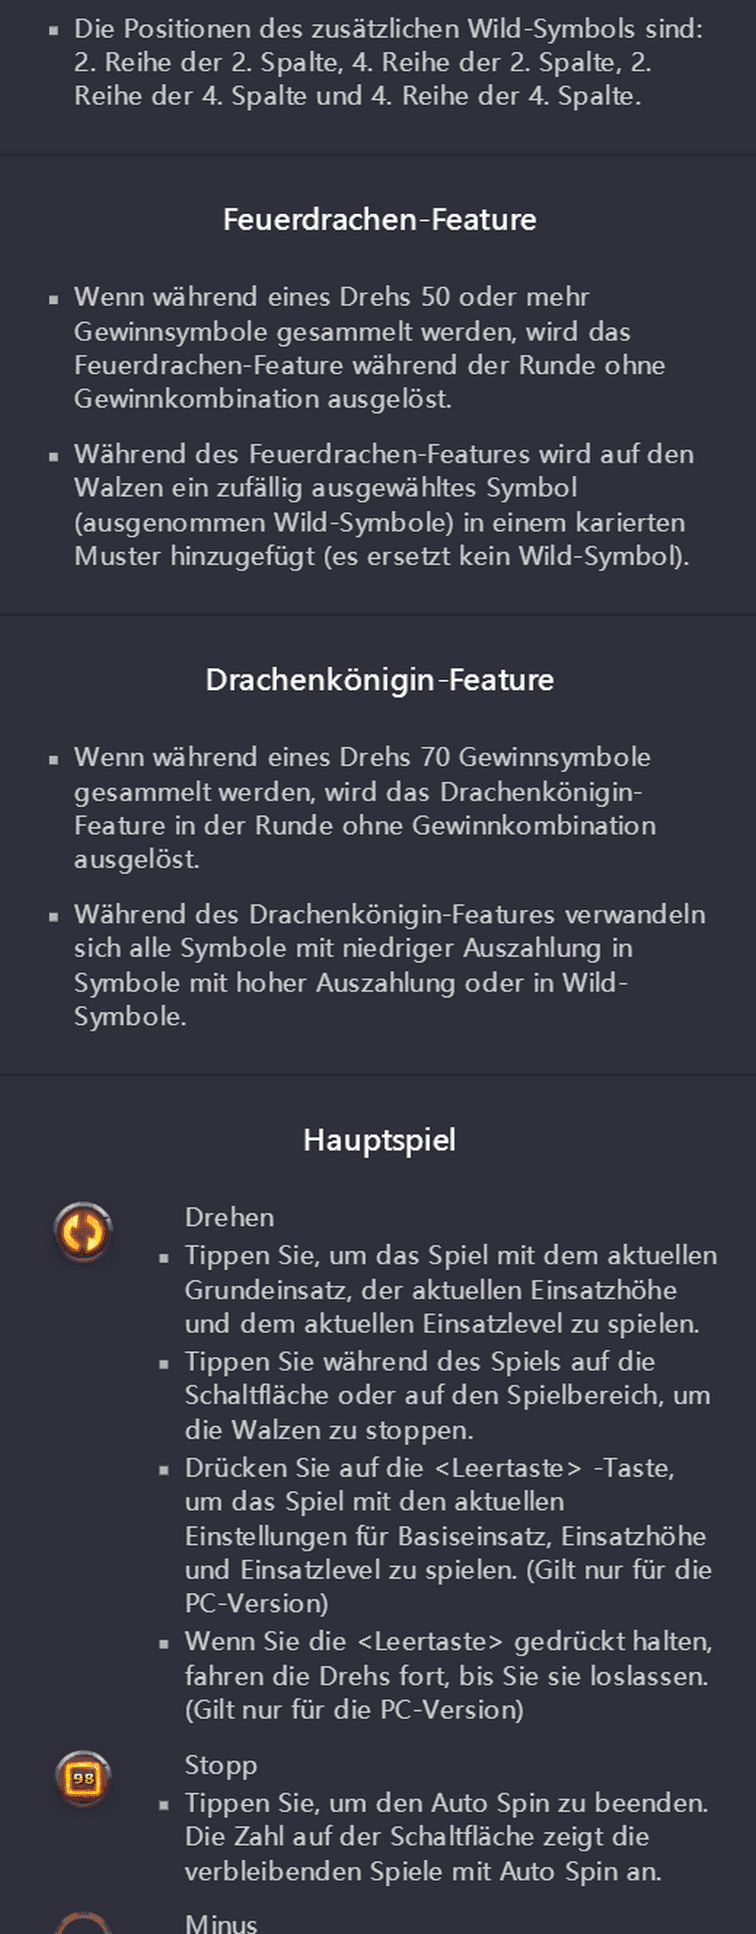 ▪ Die Positionen des zusätzlichen Wild-Symbols sind:
2. Reihe der 2. Spalte, 4. Reihe der 2. Spalte, 2.
Reihe der 4. Spalte und 4. Reihe der 4. Spalte.
Feuerdrachen-Feature
▪ Wenn während eines Drehs 50 oder mehr
Gewinnsymbole gesammelt werden, wird das
Feuerdrachen-Feature während der Runde ohne
Gewinnkombination ausgelöst.
▪ Während des Feuerdrachen-Features wird auf den
Walzen ein zufällig ausgewähltes Symbol
(ausgenommen Wild-Symbole) in einem karierten
Muster hinzugefügt (es ersetzt kein Wild-Symbol).
Drachenkönigin-Feature
▪ Wenn während eines Drehs 70 Gewinnsymbole
gesammelt werden, wird das Drachenkönigin-
Feature in der Runde ohne Gewinnkombination
ausgelöst.
▪ Während des Drachenkönigin-Features verwandeln
sich alle Symbole mit niedriger Auszahlung in
Symbole mit hoher Auszahlung oder in Wild-
Symbole.
Hauptspiel
Drehen
▪ Tippen Sie, um das Spiel mit dem aktuellen
Grundeinsatz, der aktuellen Einsatzhöhe
und dem aktuellen Einsatzlevel zu spielen.
▪ Tippen Sie während des Spiels auf die
Schaltfläche oder auf den Spielbereich, um
die Walzen zu stoppen.
▪ Drücken Sie auf die <Leertaste> -Taste,
um das Spiel mit den aktuellen
Einstellungen für Basiseinsatz, Einsatzhöhe
und Einsatzlevel zu spielen. (Gilt nur für die
PC-Version)
▪ Wenn Sie die <Leertaste> gedrückt halten,
fahren die Drehs fort, bis Sie sie loslassen.
(Gilt nur für die PC-Version)
98
Stopp
▪ Tippen Sie, um den Auto Spin zu beenden.
Die Zahl auf der Schaltfläche zeigt die
verbleibenden Spiele mit Auto Spin an.
Minus